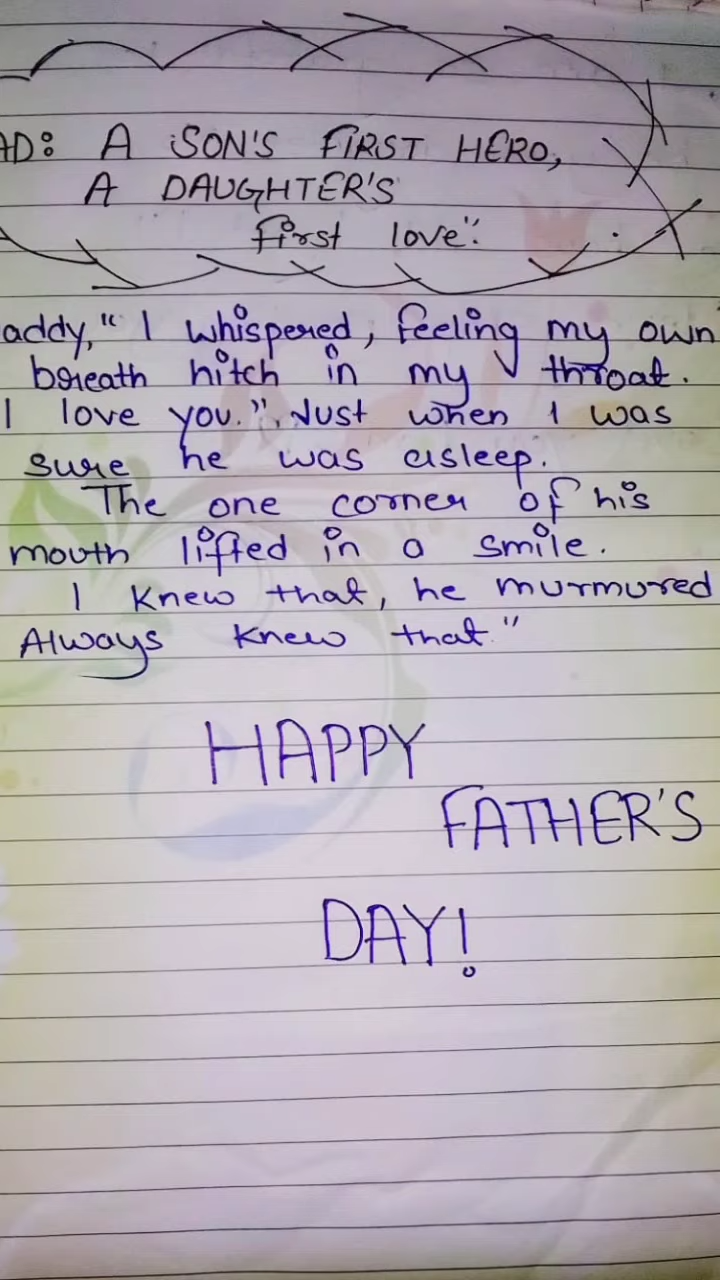 AD: A SON'S FIRST HERO,
A DAUGHTER'S
first love".
addy," I whispered, feeling my own
breath hitch in my throat.
I love you.", Just when I was
sure he was asleep.
The one corner of his
mouth lifted in a smile.
I knew that, he murmured
Always knew that."
HAPPY
FATHER'S
DAY!